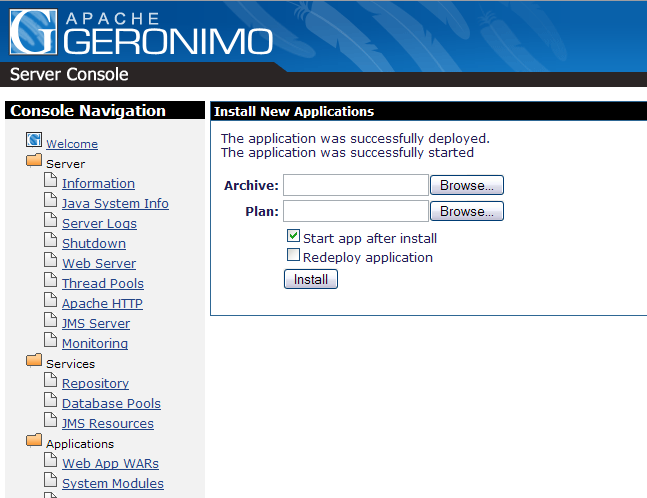 APACHE
GERONIMO
Server Console
Console Navigation
Welcome
Server
Information
Java System Info
Server Logs
Shutdown
Web Server
Thread Pools
Apache HTTP
JMS Server
Monitoring
Services
Repository
Database Pools
JMS Resources
Applications
Web App WARs
System Modules
Install New Applications
The application was successfully deployed.
The application was successfully started
Archive: Browse...
Plan: Browse...
Start app after install
Redeploy application
Install